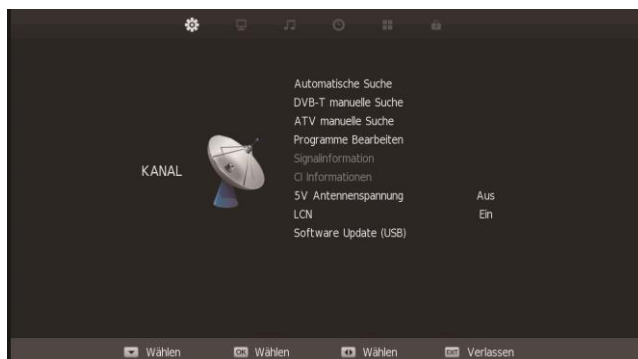 Automatische Suche
DVB-T manuelle Suche
ATV manuelle Suche
Programme Bearbeiten
Signalinformation
KANAL
CI Informationen
5V Antennenspannung Aus
LCN Ein
Software Update (USB)
Wählen OK Wählen Wählen EXIT Verlassen